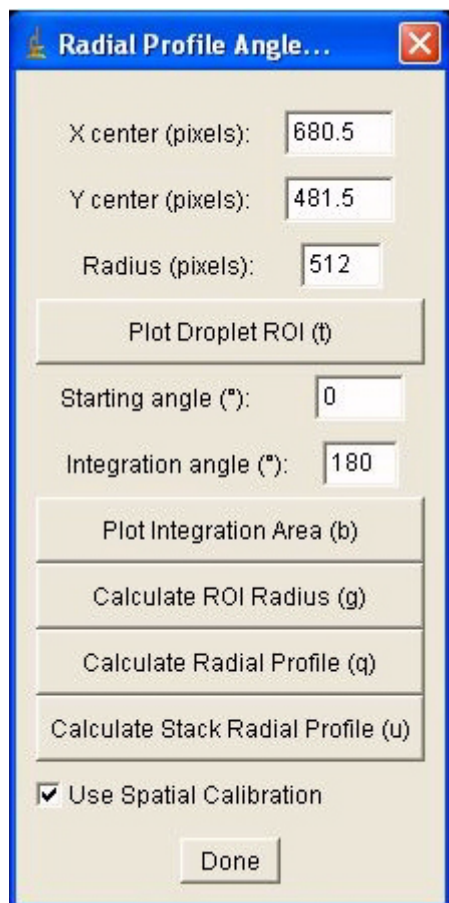 Radial Profile Angle...
X center (pixels): 680.5
Y center (pixels): 481.5
Radius (pixels): 512
Plot Droplet ROI (t)
Starting angle (°): 0
Integration angle (°): 180
Plot Integration Area (b)
Calculate ROI Radius (g)
Calculate Radial Profile (q)
Calculate Stack Radial Profile (u)
Use Spatial Calibration
Done